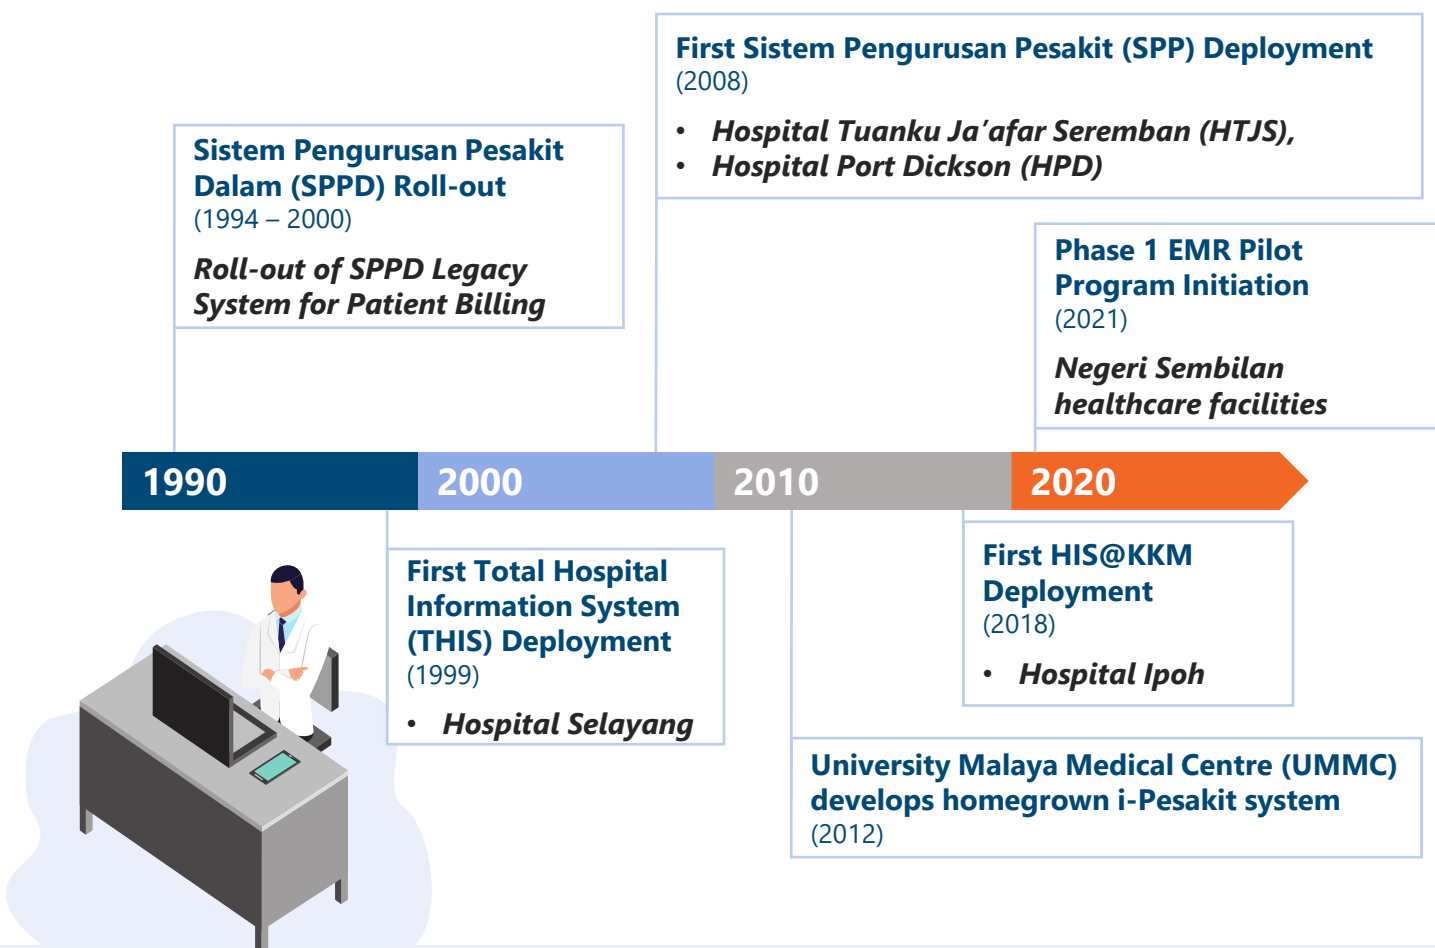 First Sistem Pengurusan Pesakit (SPP) Deployment
(2008)
• Hospital Tuanku Ja’afar Seremban (HTJS),
• Hospital Port Dickson (HPD)
Sistem Pengurusan Pesakit
Dalam (SPPD) Roll-out
(1994 – 2000)
Roll-out of SPPD Legacy
System for Patient Billing
Phase 1 EMR Pilot
Program Initiation
(2021)
Negeri Sembilan
healthcare facilities
1990
2000
2010
2020
First Total Hospital
Information System
(THIS) Deployment
(1999)
• Hospital Selayang
First HIS@KKM
Deployment
(2018)
• Hospital Ipoh
University Malaya Medical Centre (UMMC)
develops homegrown i-Pesakit system
(2012)